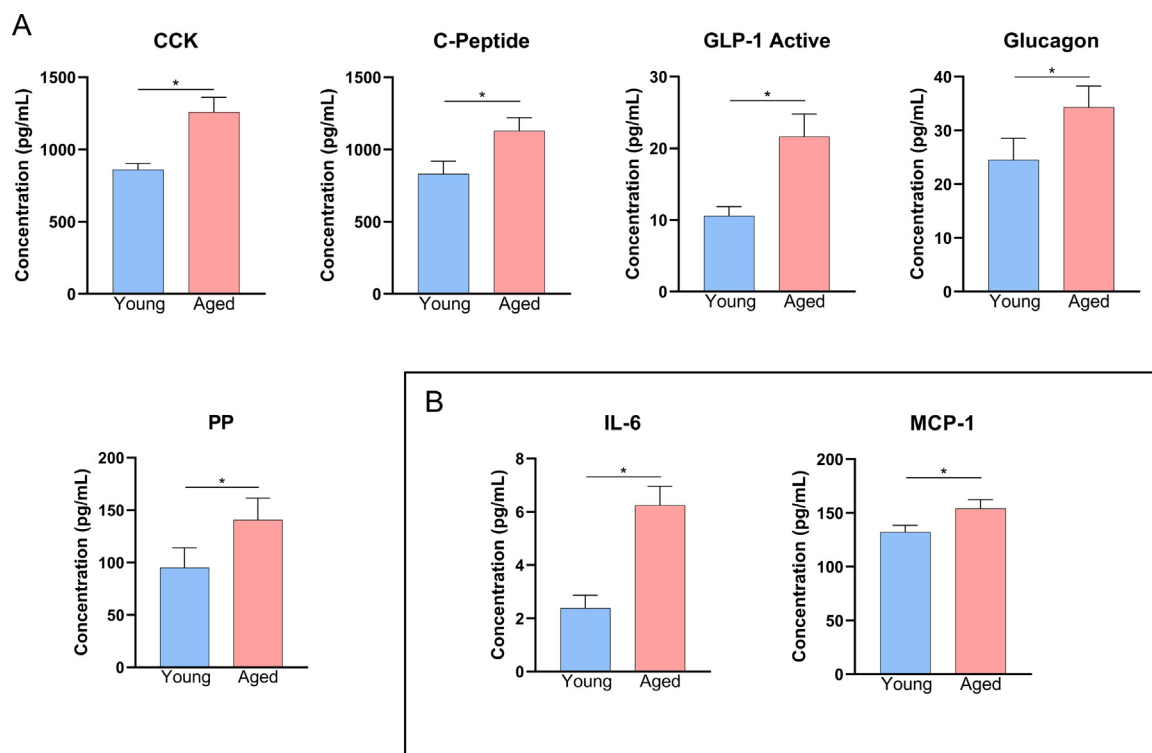 A
CCK
C-Peptide
GLP-1 Active
Glucagon
Concentration (pg/mL)
1500
1000
500
0
*
Young Aged
Concentration (pg/mL)
1500
1000
500
0
*
Young Aged
Concentration (pg/mL)
30
20
10
0
*
Young Aged
Concentration (pg/mL)
40
30
20
10
0
*
Young Aged
PP
Concentration (pg/mL)
200
150
100
50
0
*
Young Aged
B
IL-6
MCP-1
Concentration (pg/mL)
8
6
4
2
0
*
Young Aged
Concentration (pg/mL)
200
150
100
50
0
*
Young Aged